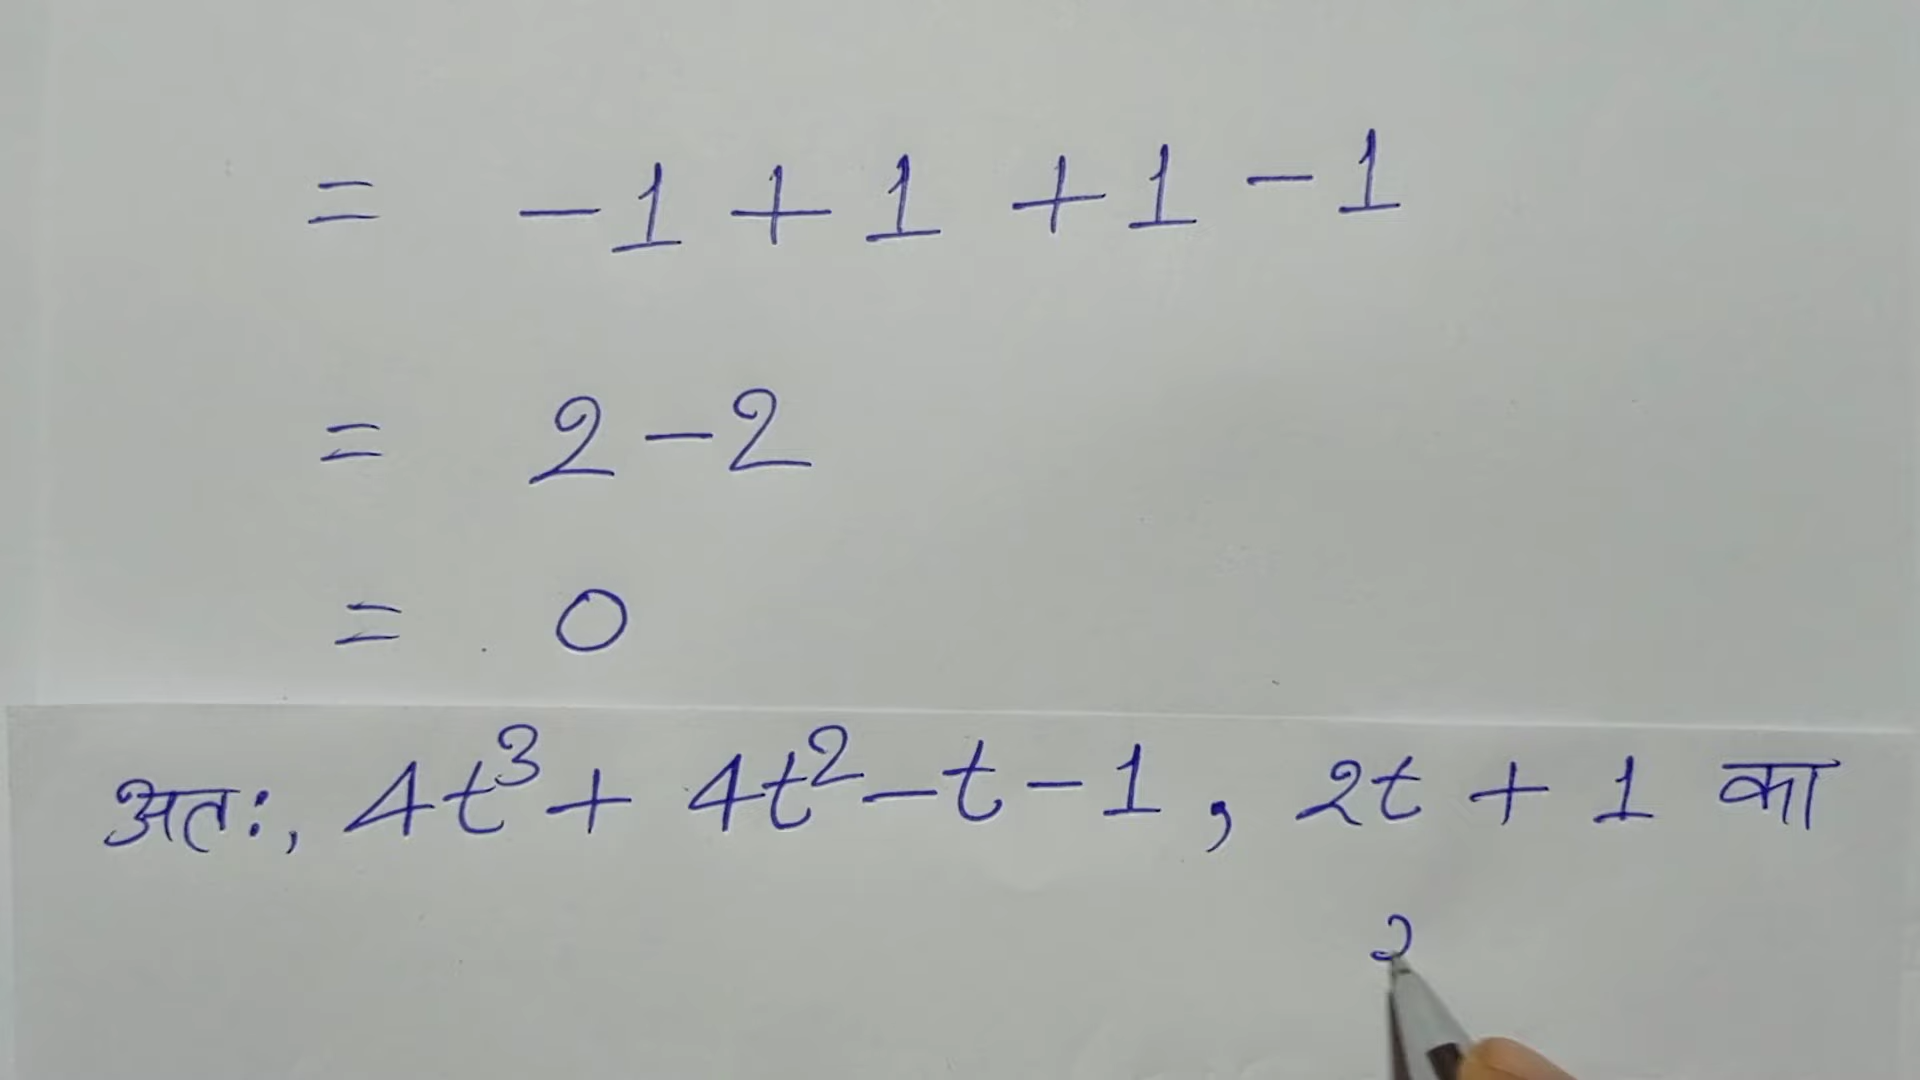 = -1 + 1 + 1 - 1
= 2 - 2
= 0
अतः, 4t³ + 4t² - t - 1, 2t + 1 का